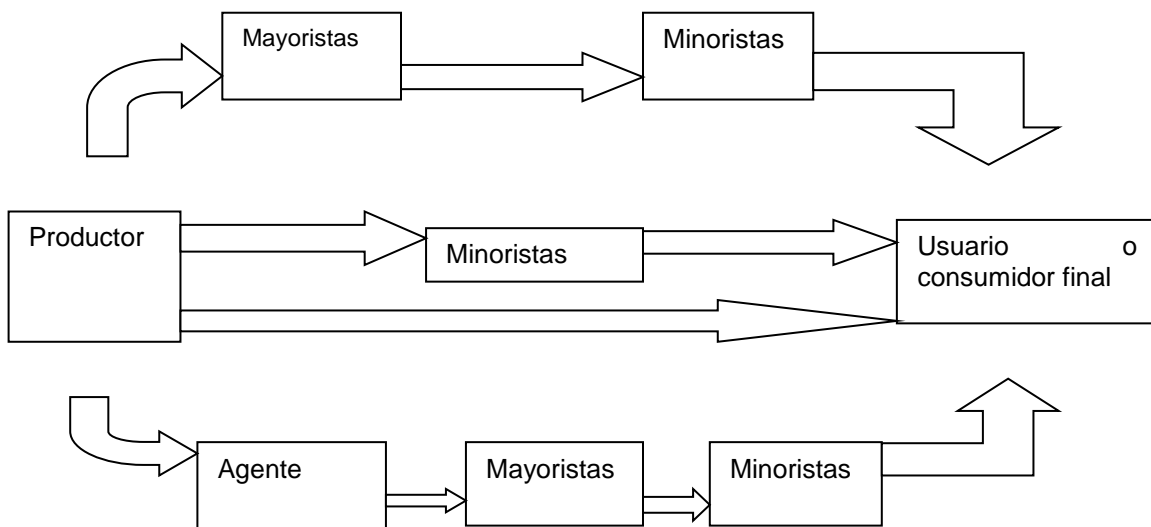 Mayoristas
Minoristas
Productor
Minoristas
Usuario o
consumidor final
Agente
Mayoristas
Minoristas